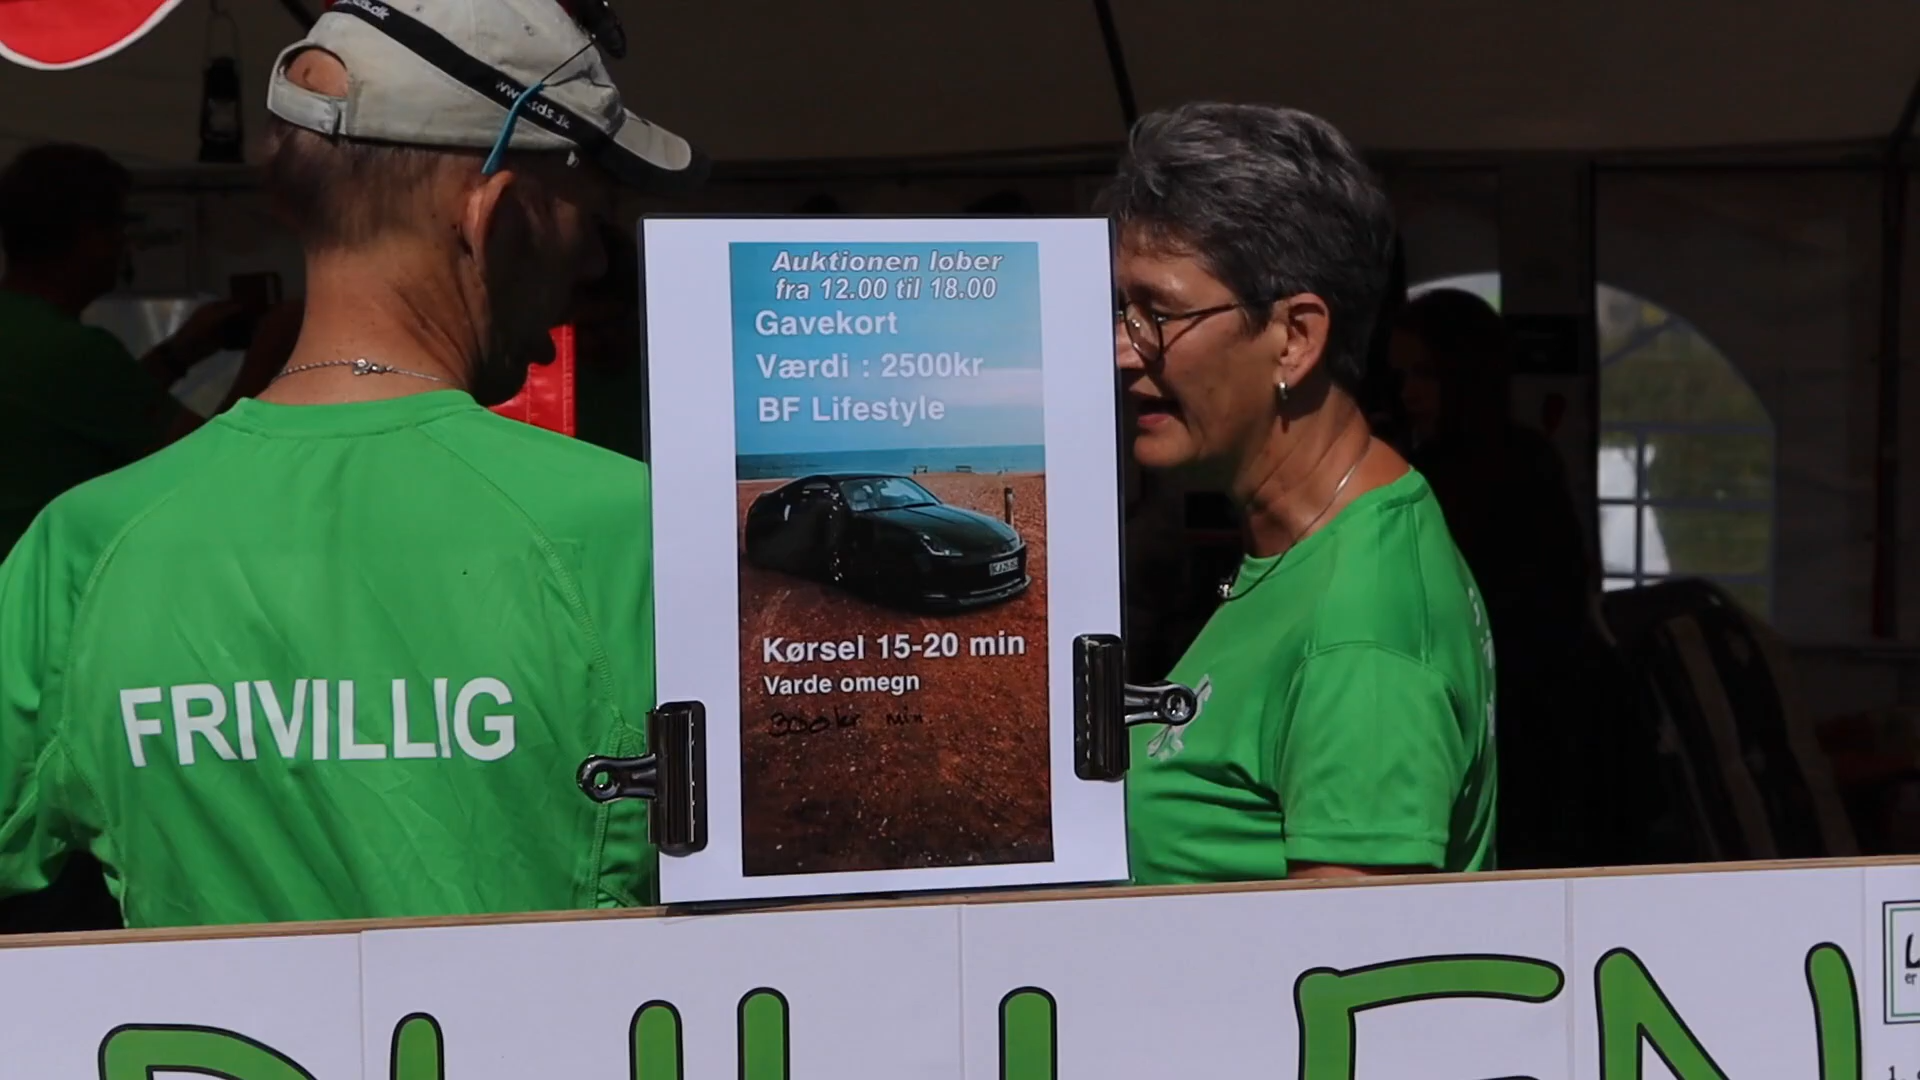 Auktionen løber
fra 12.00 til 18.00
Gavekort
Værdi : 2500kr
BF Lifestyle
Kørsel 15-20 min
Varde omegn
300kr min.
FRIVILLIG